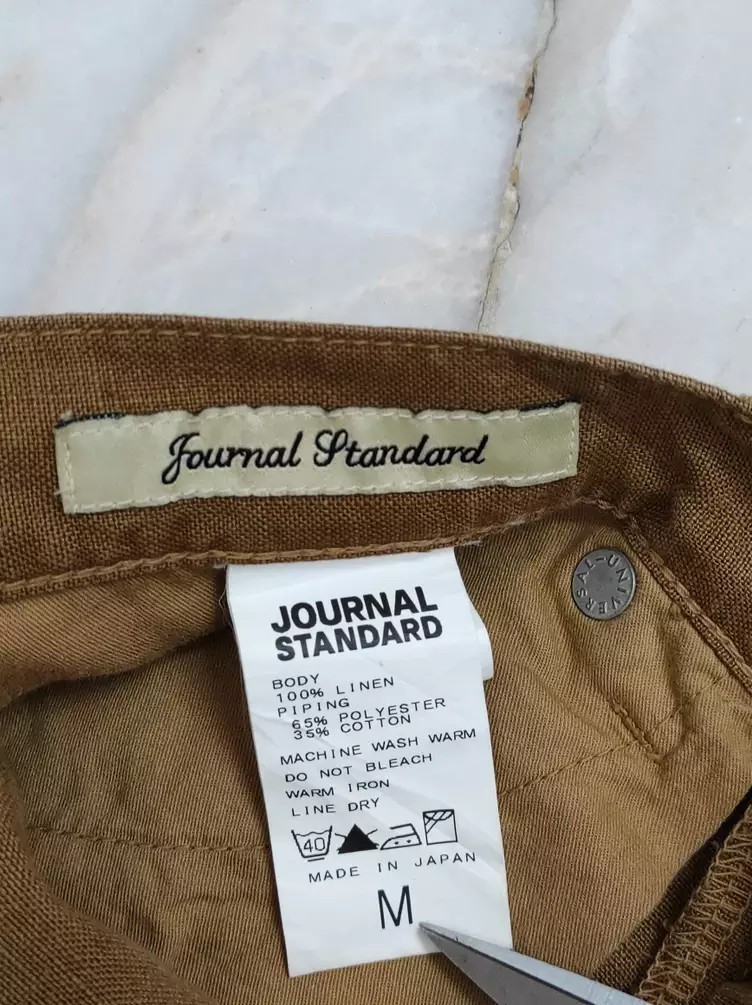 Journal Standard
UNIVERSAL-UNIVERSAL-
JOURNAL
STANDARD
BODY
100% LINEN
PIPING
65% POLYESTER
35% COTTON
MACHINE WASH WARM
DO NOT BLEACH
WARM IRON
LINE DRY
40
MADE IN JAPAN
M